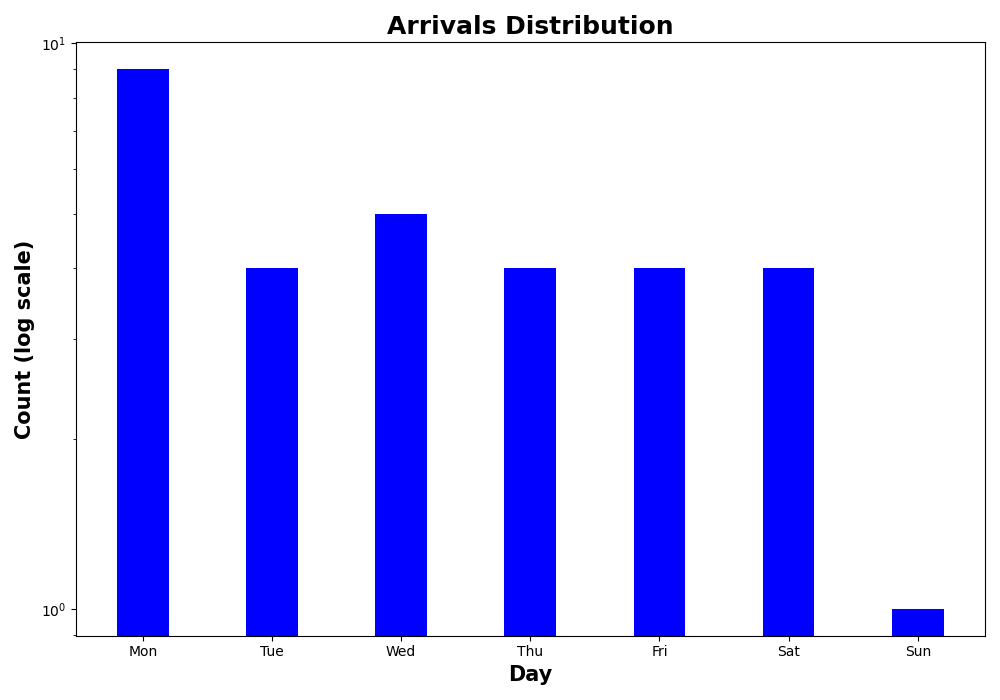 Arrivals Distribution
Count (log scale)
10¹
10⁰
Mon Tue Wed Thu Fri Sat Sun
Day